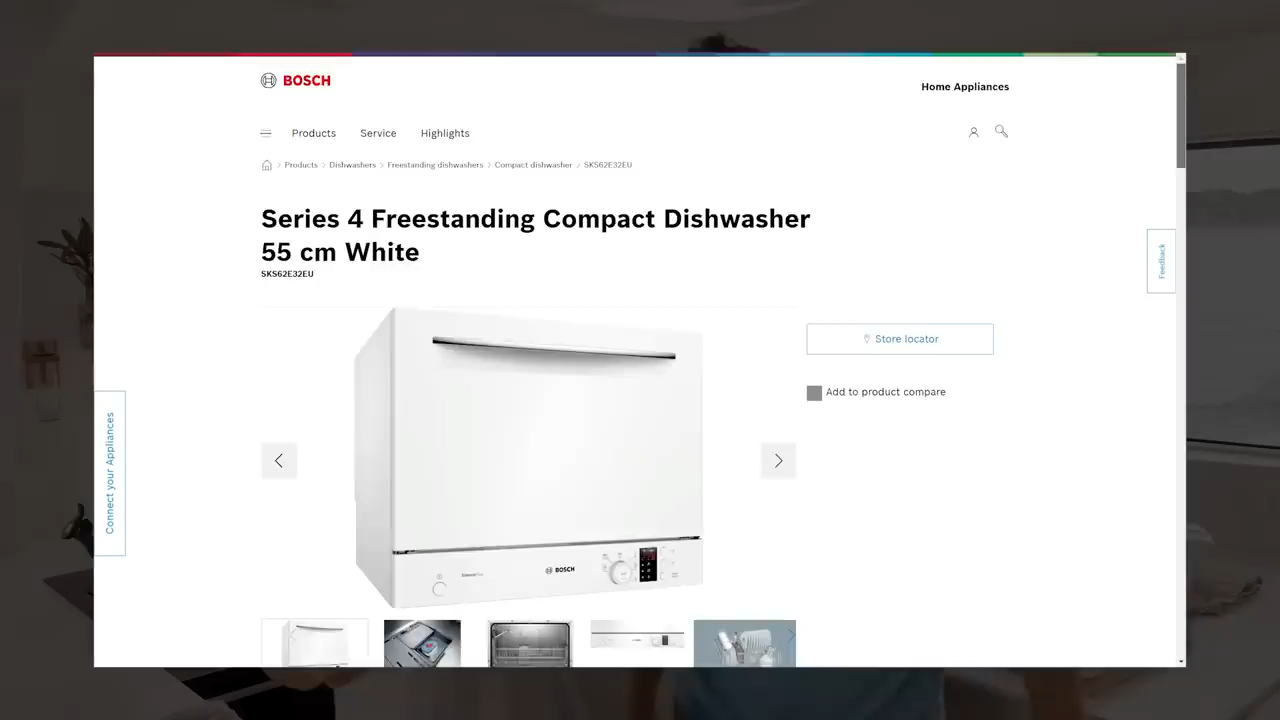 BOSCH
Home Appliances
Products
Service
Highlights
Products
Dishwashers
Freestanding dishwashers
Compact dishwasher
SKS62E32EU
Series 4 Freestanding Compact Dishwasher
55 cm White
SKS62E32EU
Feedback
Store locator
Add to product compare
Connect your Appliances
BOSCH